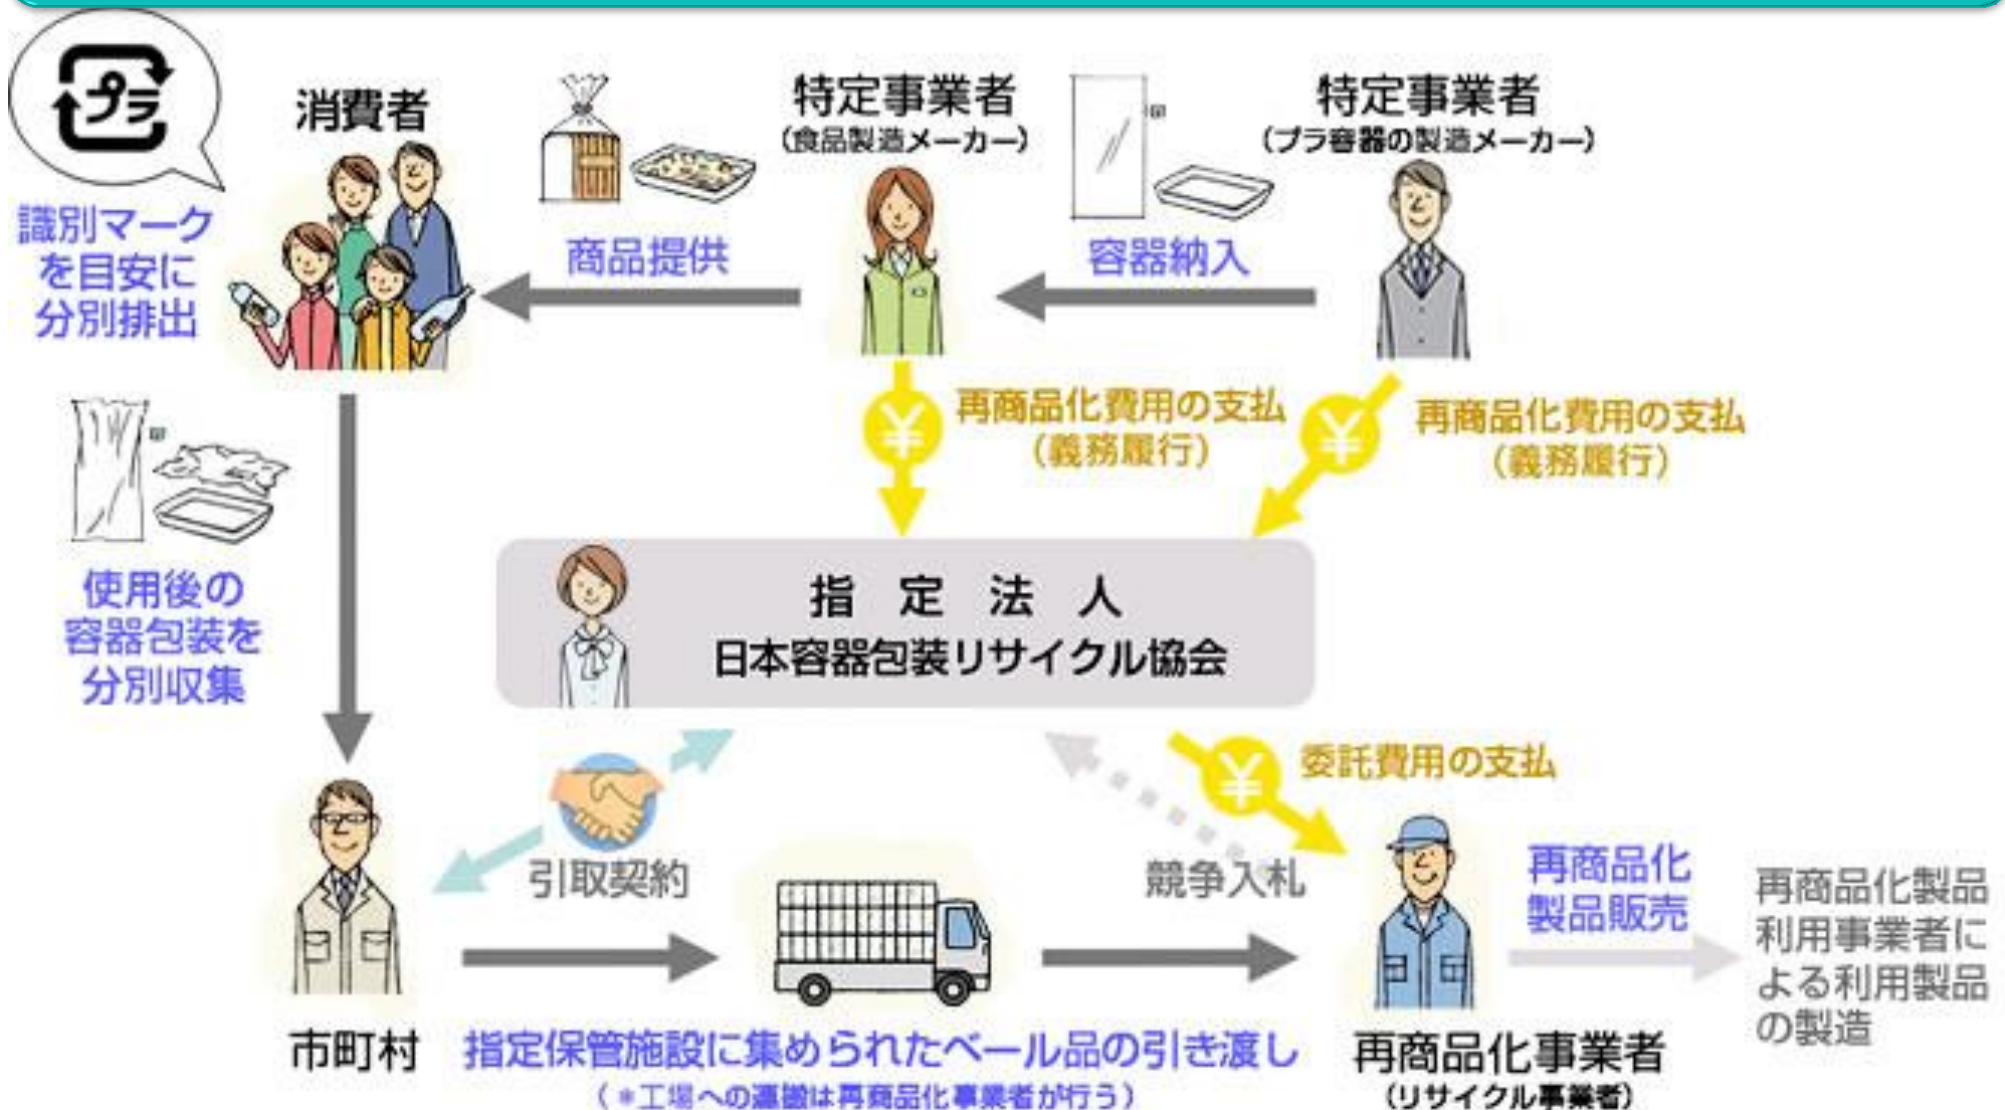 プラ
識別マーク
を目安に
分別排出
消費者
商品提供
特定事業者
(食品製造メーカー)
容器納入
特定事業者
(プラ容器の製造メーカー)
再商品化費用の支払
(義務履行)
再商品化費用の支払
(義務履行)
使用後の
容器包装を
分別収集
指定法人
日本容器包装リサイクル協会
引取契約
競争入札
委託費用の支払
市町村
指定保管施設に集められたベール品の引き渡し
(*工場への運搬は再商品化事業者が行う)
再商品化事業者
(リサイクル事業者)
再商品化
製品販売
再商品化製品
利用事業者に
よる利用製品
の製造